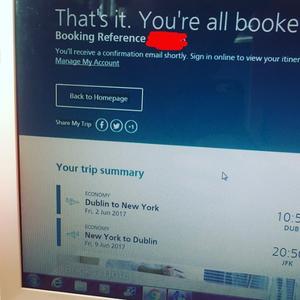 That's it. You're all booke
Booking Reference
You'll receive a confirmation email shortly. Sign in online to view your itiner
Manage My Account
Back to Homepage
Share My Trip
Your trip summary
ECONOMY
Dublin to New York
Fri, 2 Jun 2017
10:5
DUB
ECONOMY
New York to Dublin
Fri, 9 Jun 2017
20:50
JFK